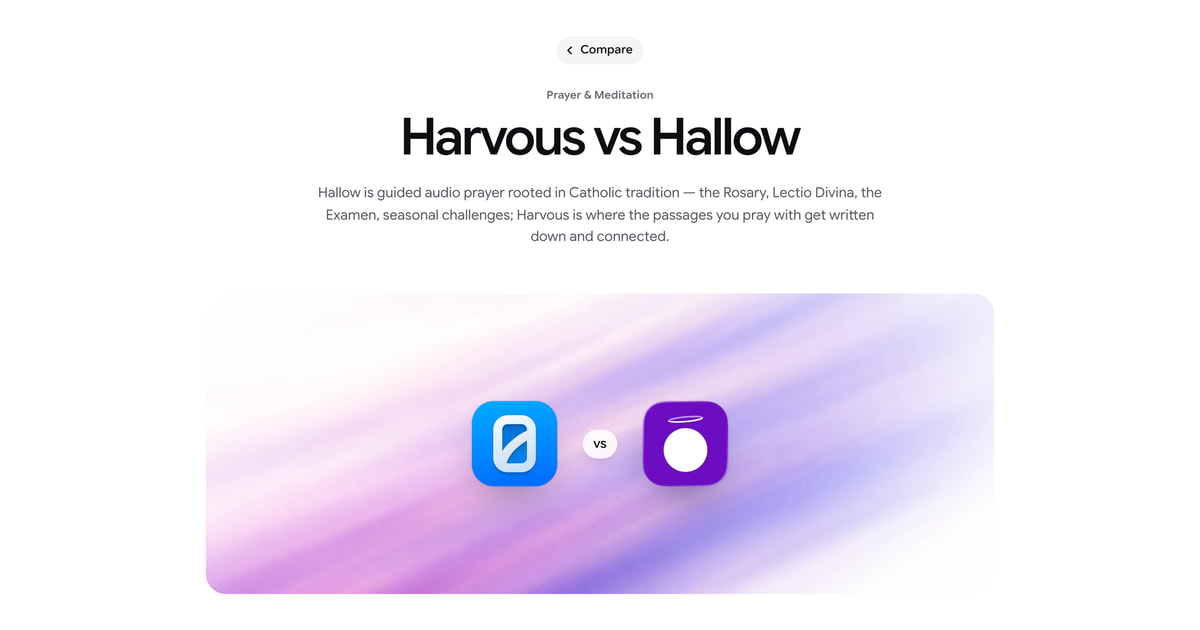 Compare
Prayer & Meditation
Harvous vs Hallow
Hallow is guided audio prayer rooted in Catholic tradition — the Rosary, Lectio Divina, the
Examen, seasonal challenges; Harvous is where the passages you pray with get written
down and connected.
VS